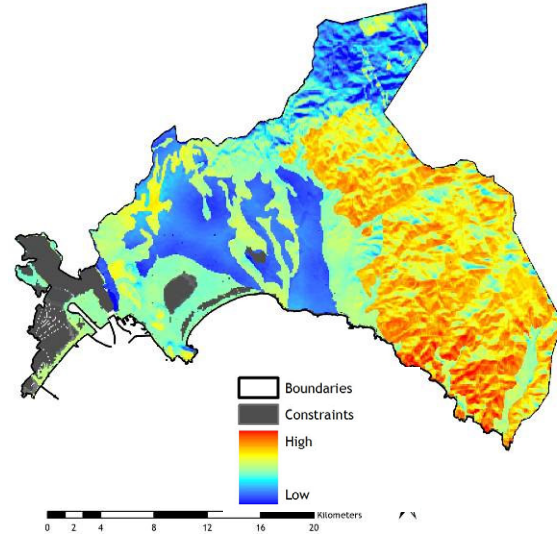 Boundaries
Constraints
High
Low
Kilometers
0 2 4 8 12 16 20